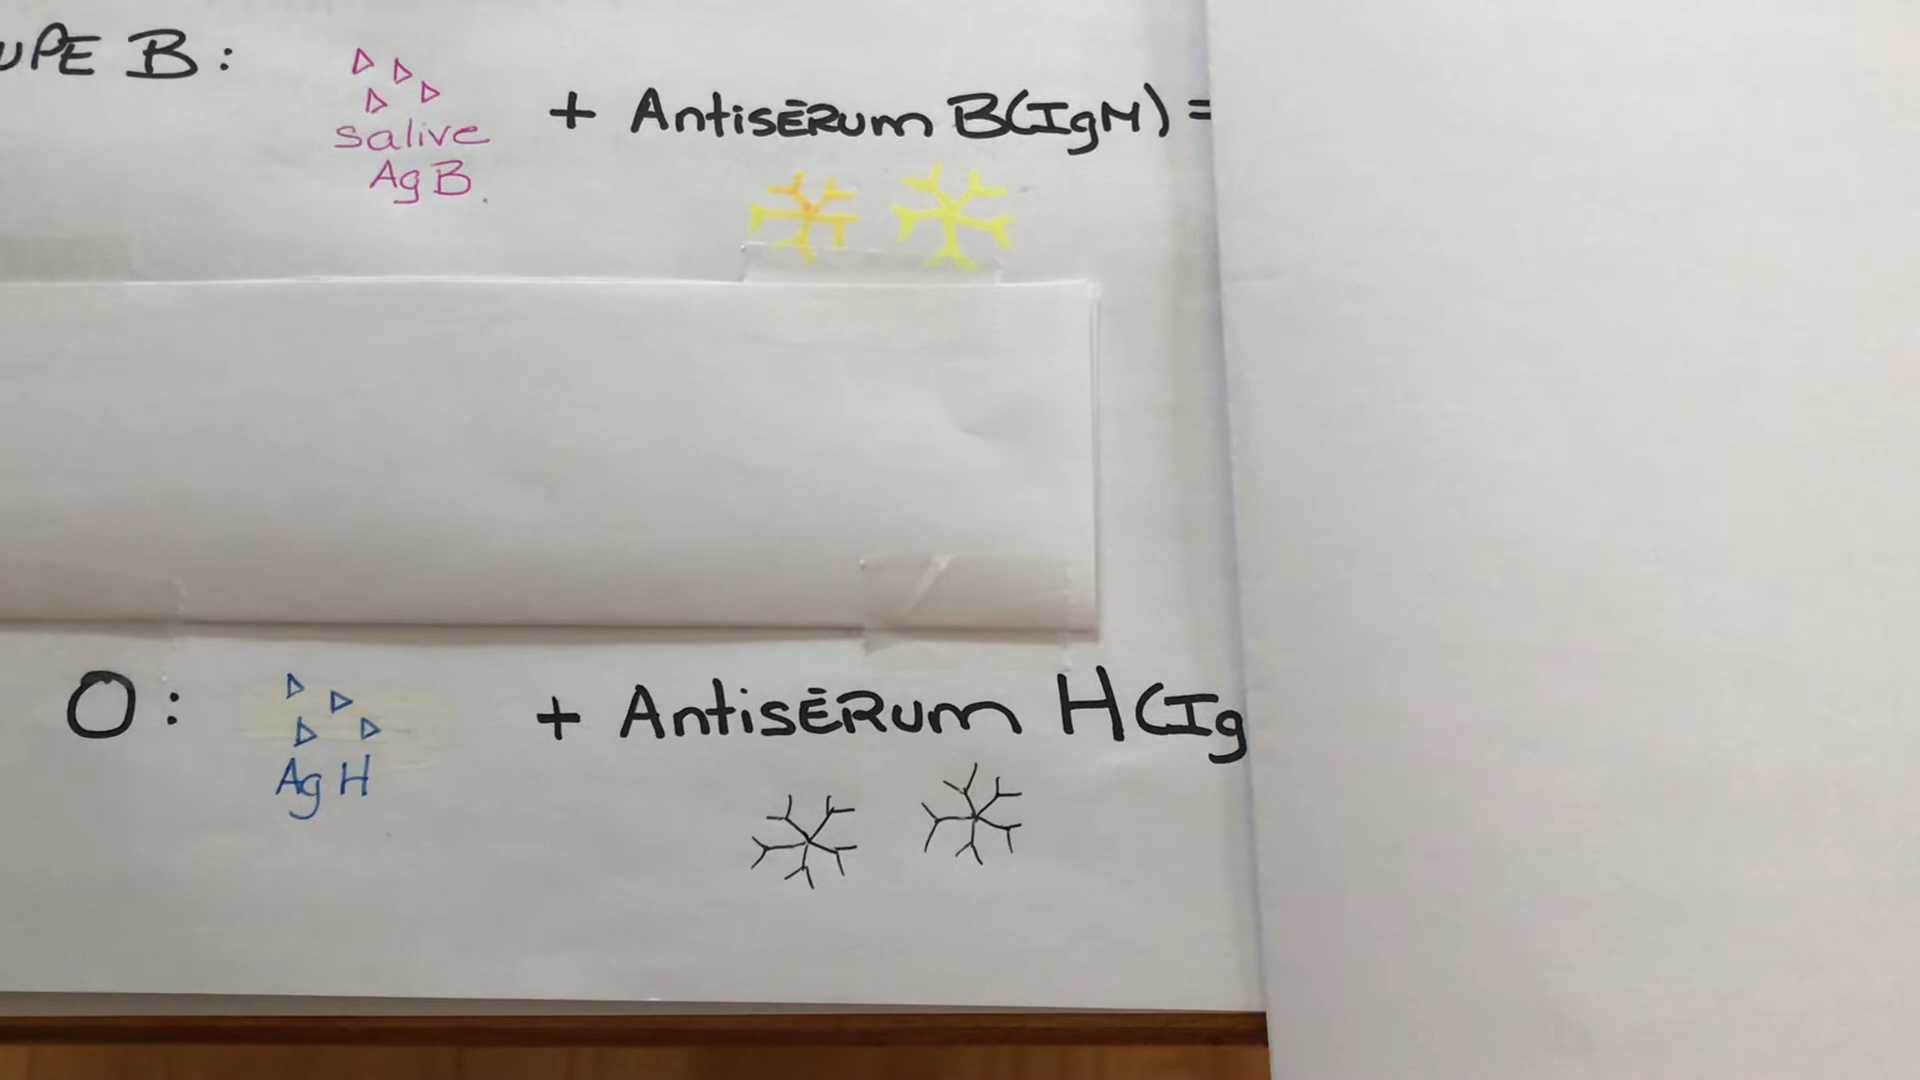 UPE B:
salive
Ag B
+ AntisÉRum B(IgM) =
O:
Ag H
+ AntisÉRum H(Ig